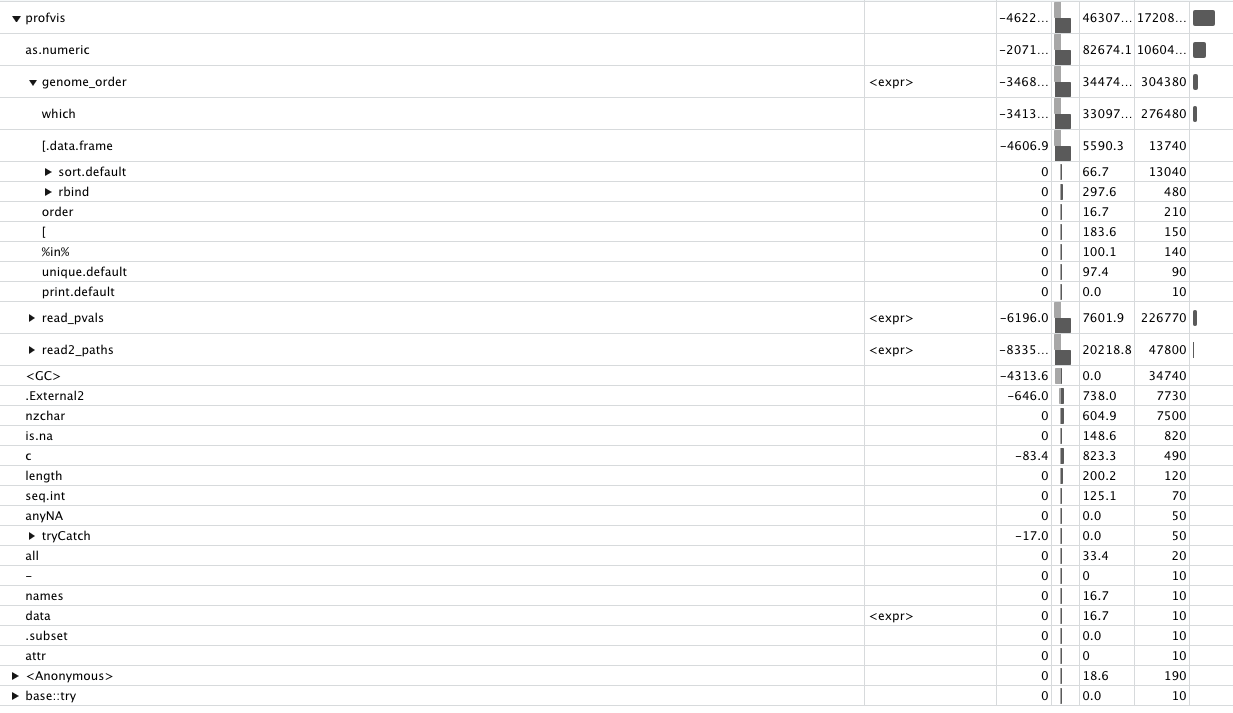 profvis -4622... 46307... 17208...
as.numeric -2071... 82674.1 10604...
genome_order <expr> -3468... 34474... 304380
which -3413... 33097... 276480
[.data.frame -4606.9 5590.3 13740
sort.default 0 66.7 13040
rbind 0 297.6 480
order 0 16.7 210
[ 0 183.6 150
%in% 0 100.1 140
unique.default 0 97.4 90
print.default 0 0.0 10
read_pvals <expr> -6196.0 7601.9 226770
read2_paths <expr> -8335... 20218.8 47800
<GC> -4313.6 0.0 34740
.External2 -646.0 738.0 7730
nzchar 0 604.9 7500
is.na 0 148.6 820
c -83.4 823.3 490
length 0 200.2 120
seq.int 0 125.1 70
anyNA 0 0.0 50
tryCatch -17.0 0.0 50
all 0 33.4 20
- 0 0 10
names 0 16.7 10
data <expr> 0 16.7 10
.subset 0 0.0 10
attr 0 0 10
<Anonymous> 0 18.6 190
base::try 0 0.0 10